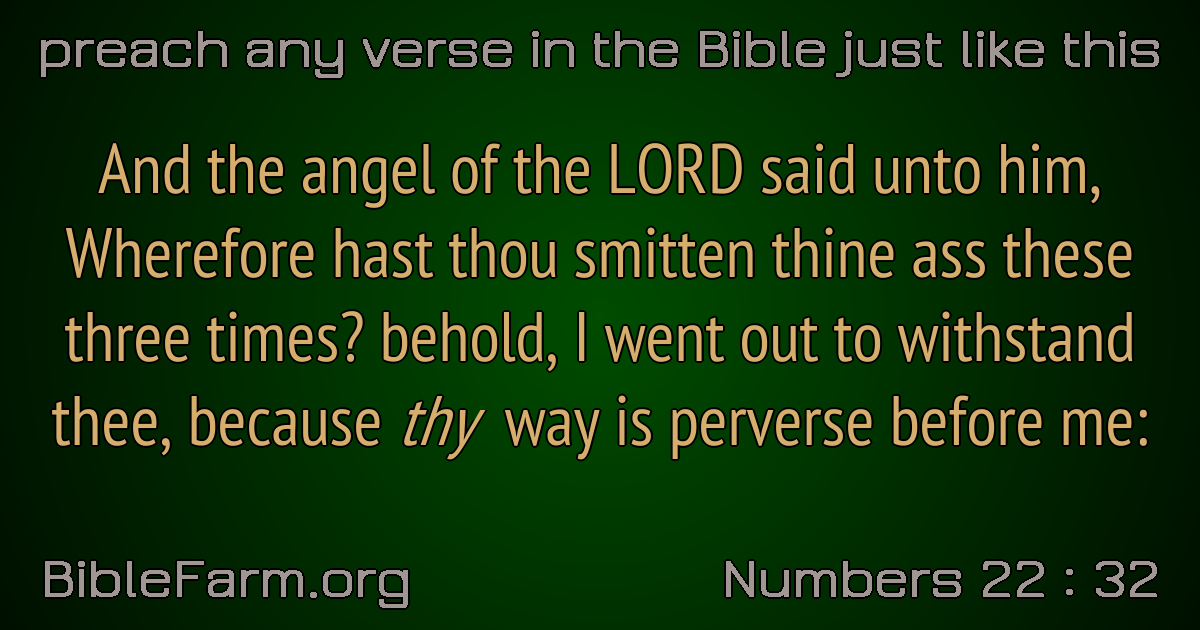 preach any verse in the Bible just like this
And the angel of the LORD said unto him,
Wherefore hast thou smitten thine ass these
three times? behold, I went out to withstand
thee, because thy way is perverse before me:
BibleFarm.org
Numbers 22 : 32